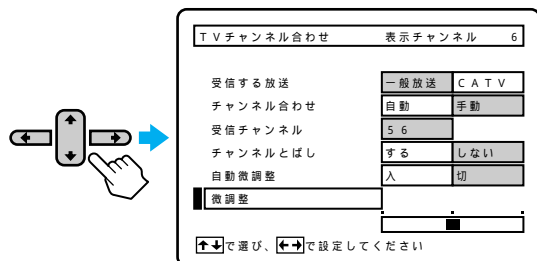 TVチャンネル合わせ 表示チャンネル 6
受信する放送 一般放送 CATV
チャンネル合わせ 自動 手動
受信チャンネル 56
チャンネルとばし する しない
自動微調整 入 切
微調整
↑↓で選び、←→で設定してください